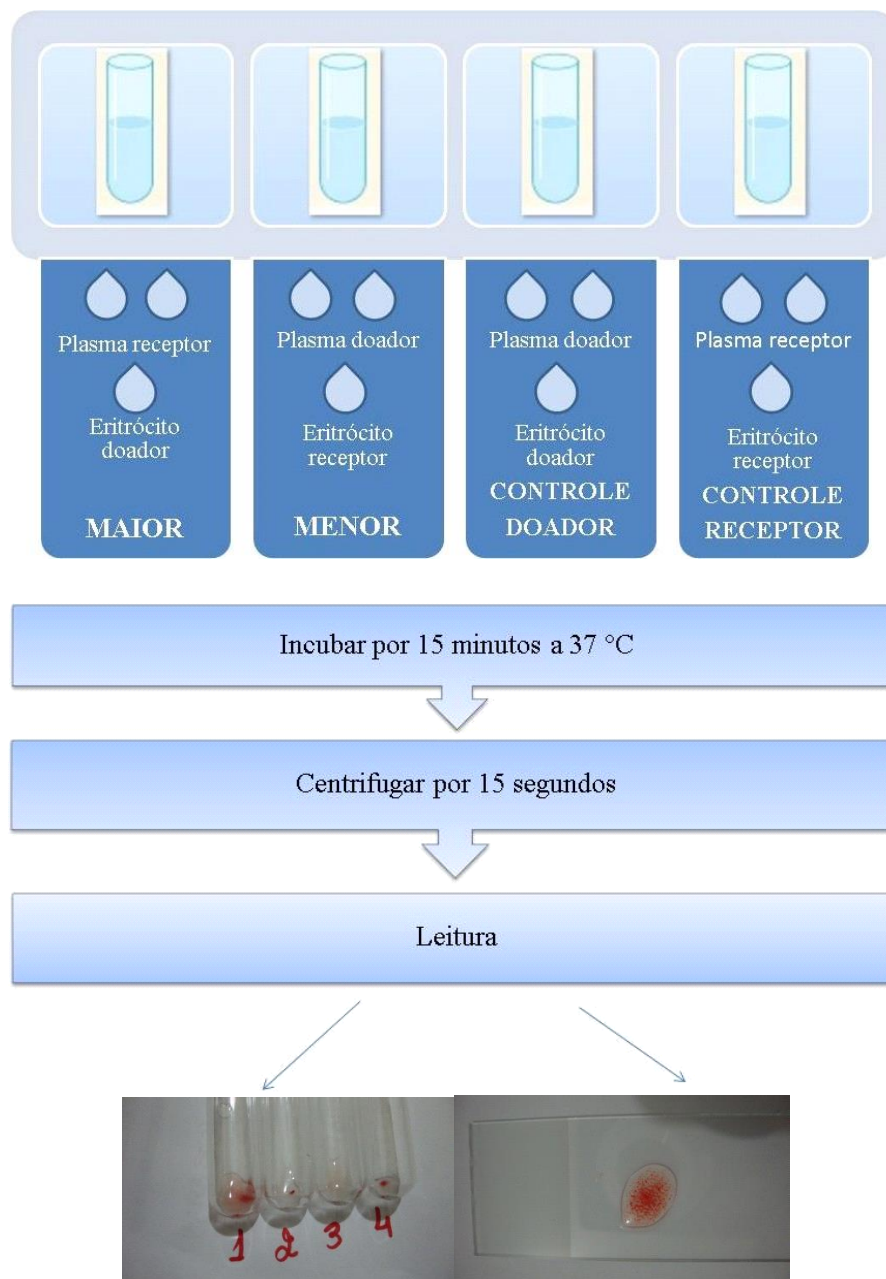 Plasma receptor
Eritrócito
doador
MAIOR
Plasma doador
Eritrócito
receptor
MENOR
Plasma doador
Eritrócito
doador
CONTROLE
DOADOR
Plasma receptor
Eritrócito
receptor
CONTROLE
RECEPTOR
Incubar por 15 minutos a 37 °C
Centrifugar por 15 segundos
Leitura
1 2 3 4